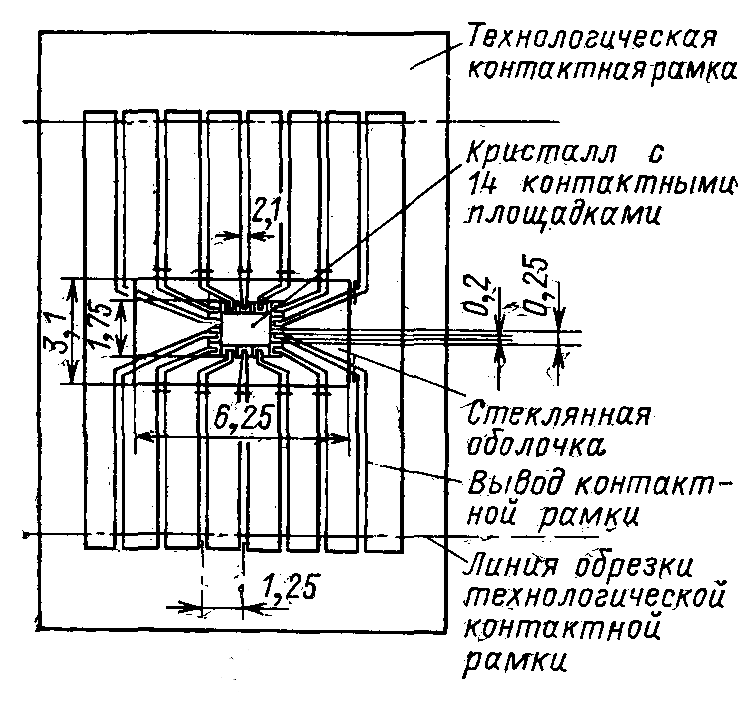 Технологическая
контактная рамка
Кристалл с
14 контактными
площадками
2,1
0,2
0,25
3,1
1,75
6,25
Стеклянная
оболочка
Вывод контакт-
ной рамки
1,25
Линия обрезки
технологической
контактной
рамки